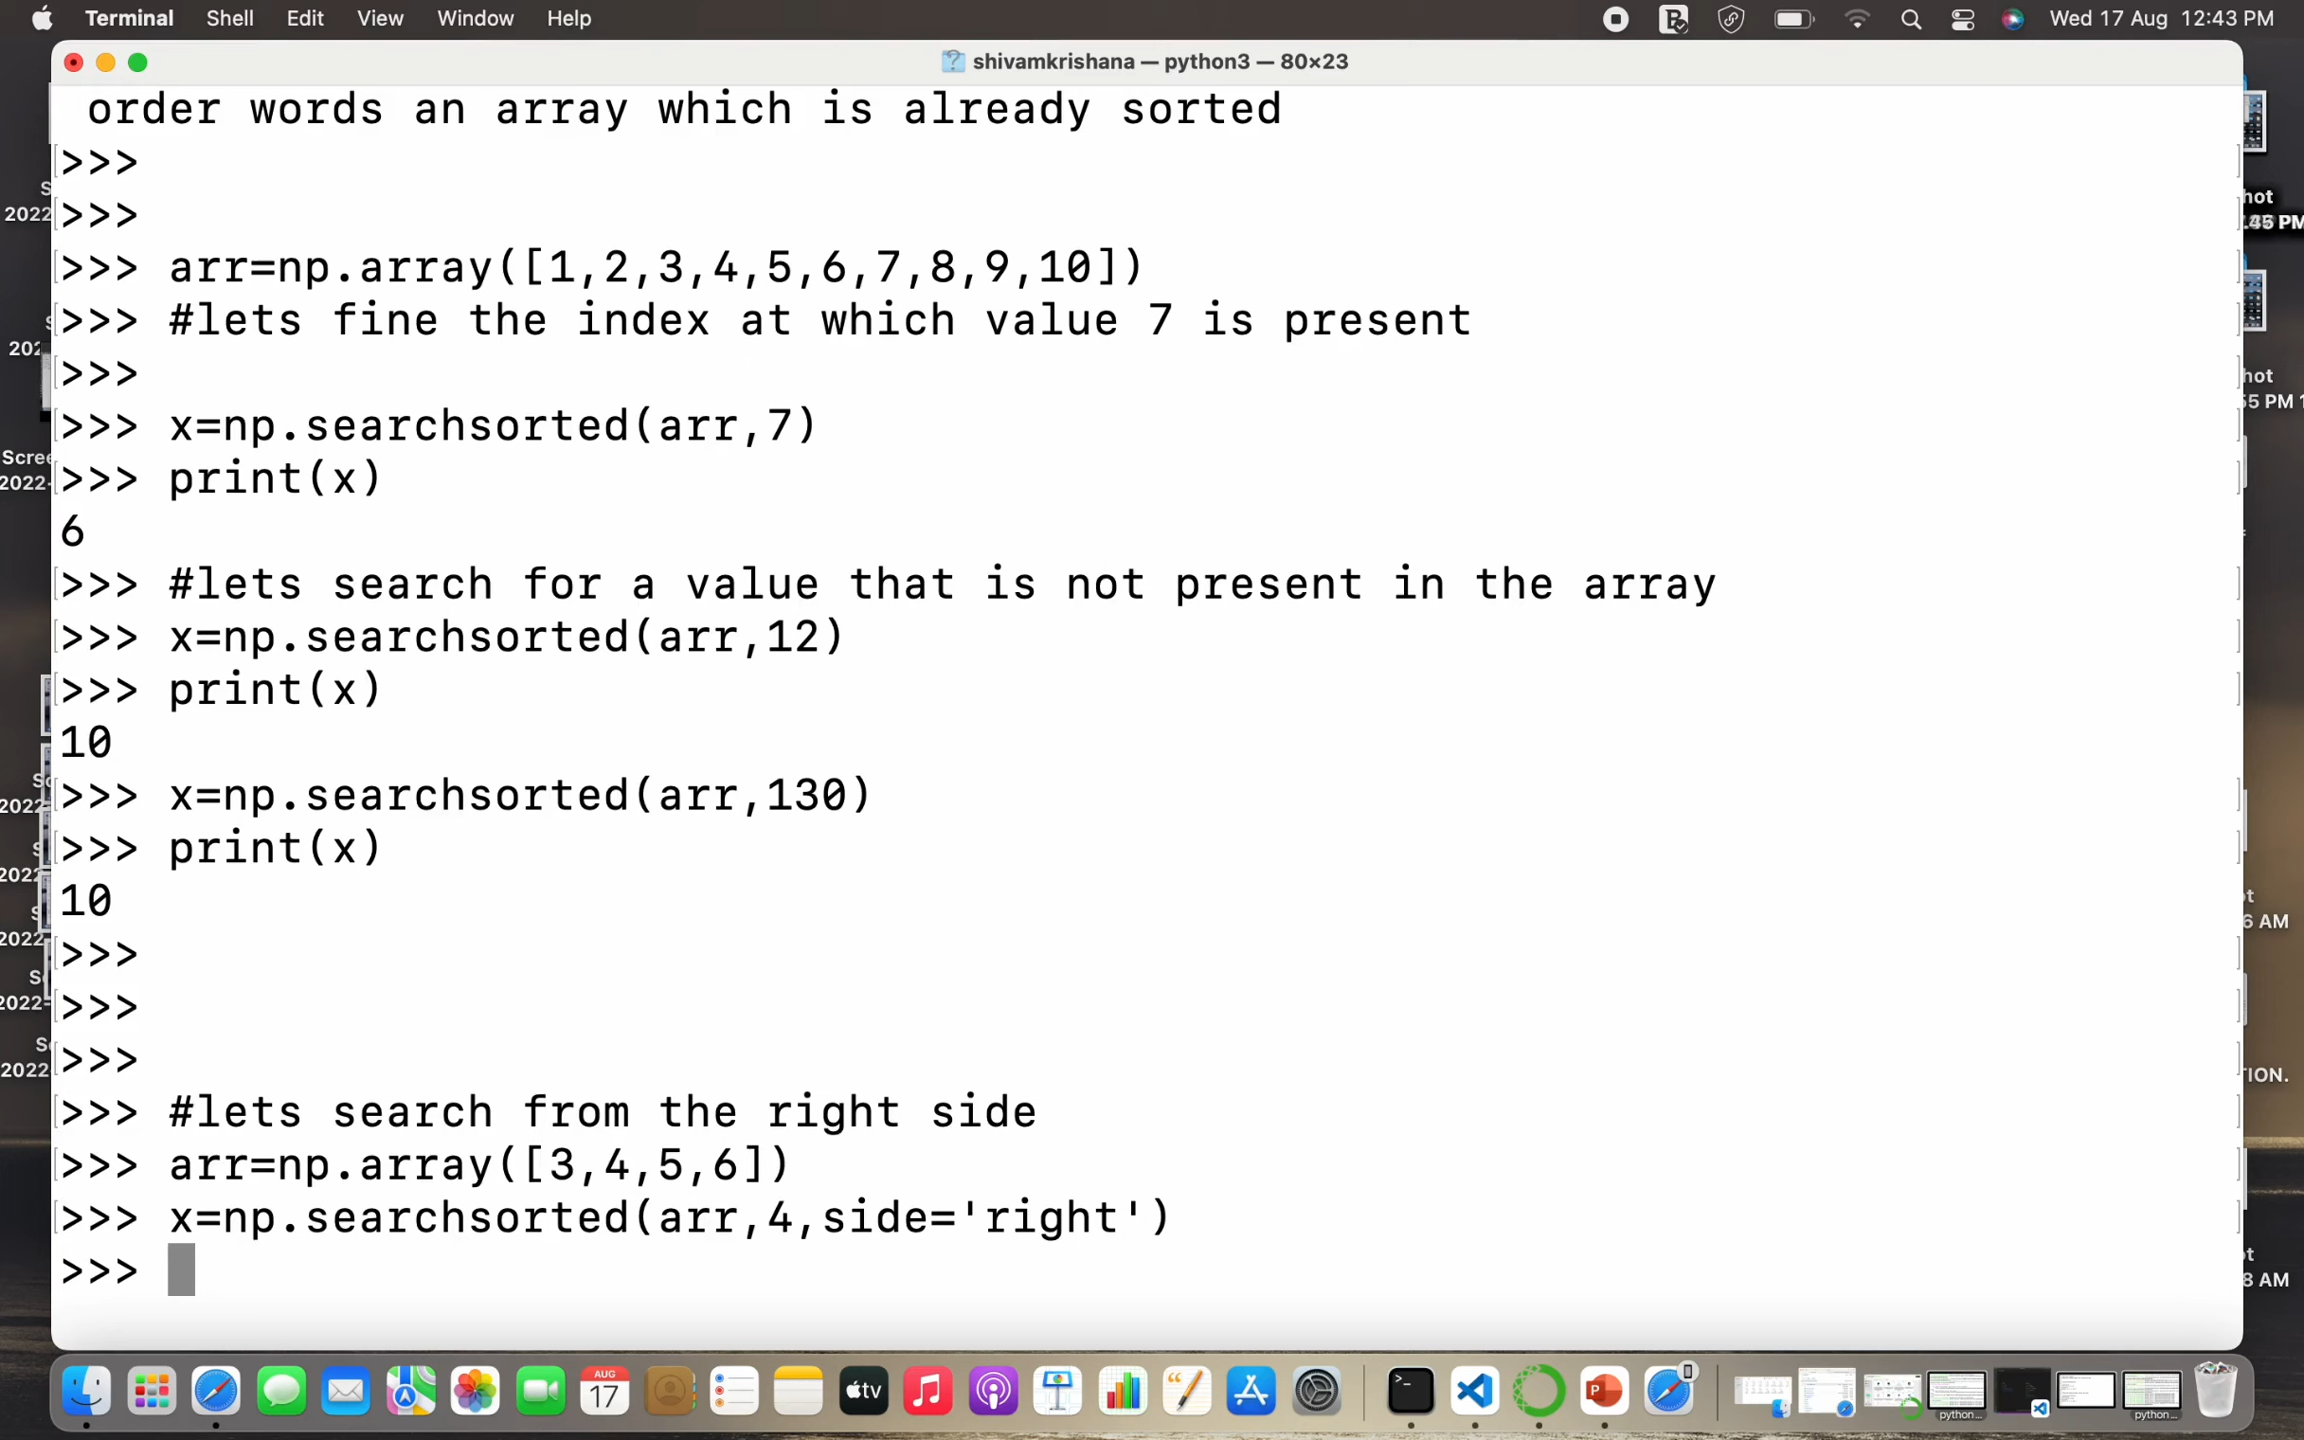 Terminal Shell Edit View Window Help Wed 17 Aug 12:43 PM
shivamkrishana — python3 — 80×23
order words an array which is already sorted
>>>
>>>
>>> arr=np.array([1,2,3,4,5,6,7,8,9,10])
>>> #lets fine the index at which value 7 is present
>>>
>>> x=np.searchsorted(arr,7)
>>> print(x)
6
>>> #lets search for a value that is not present in the array
>>> x=np.searchsorted(arr,12)
>>> print(x)
10
>>> x=np.searchsorted(arr,130)
>>> print(x)
10
>>>
>>>
>>>
>>> #lets search from the right side
>>> arr=np.array([3,4,5,6])
>>> x=np.searchsorted(arr,4,side='right')
>>>
AUG
17
tv
python...
python...